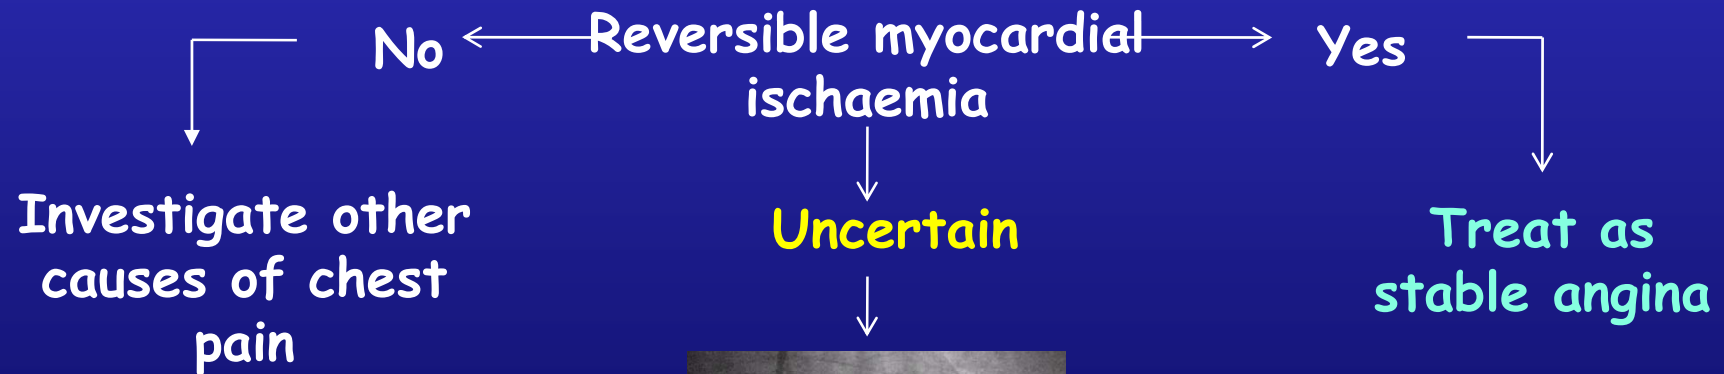 No
Reversible myocardial
ischaemia
Yes
Investigate other
causes of chest
pain
Uncertain
Treat as
stable angina